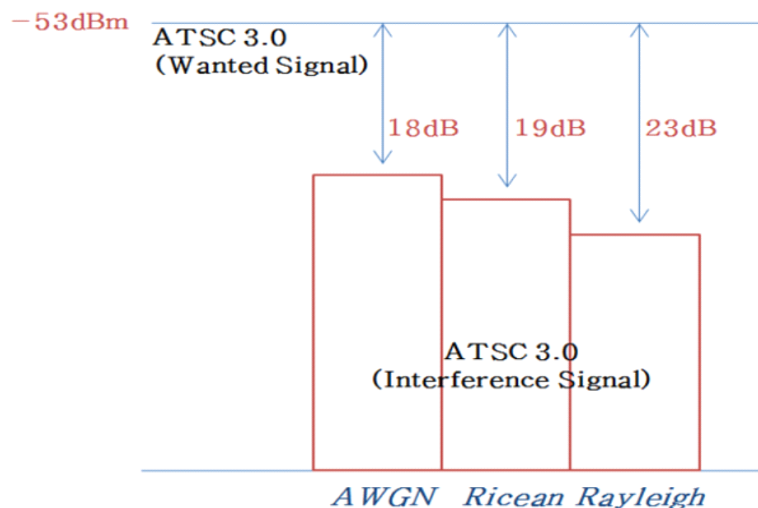 −53dBm
ATSC 3.0
(Wanted Signal)
18dB
19dB
23dB
ATSC 3.0
(Interference Signal)
AWGN Ricean Rayleigh